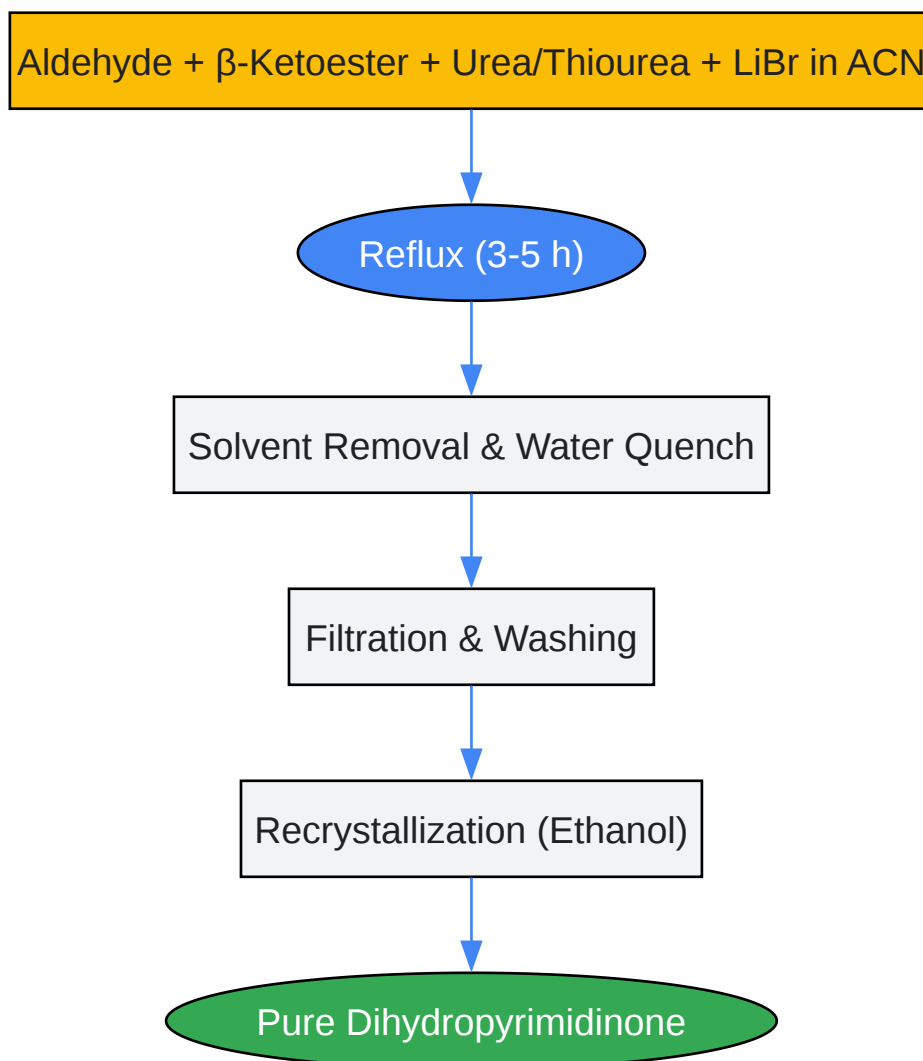 Aldehyde + β-Ketoester + Urea/Thiourea + LiBr in ACN
Reflux (3-5 h)
Solvent Removal & Water Quench
Filtration & Washing
Recrystallization (Ethanol)
Pure Dihydropyrimidinone